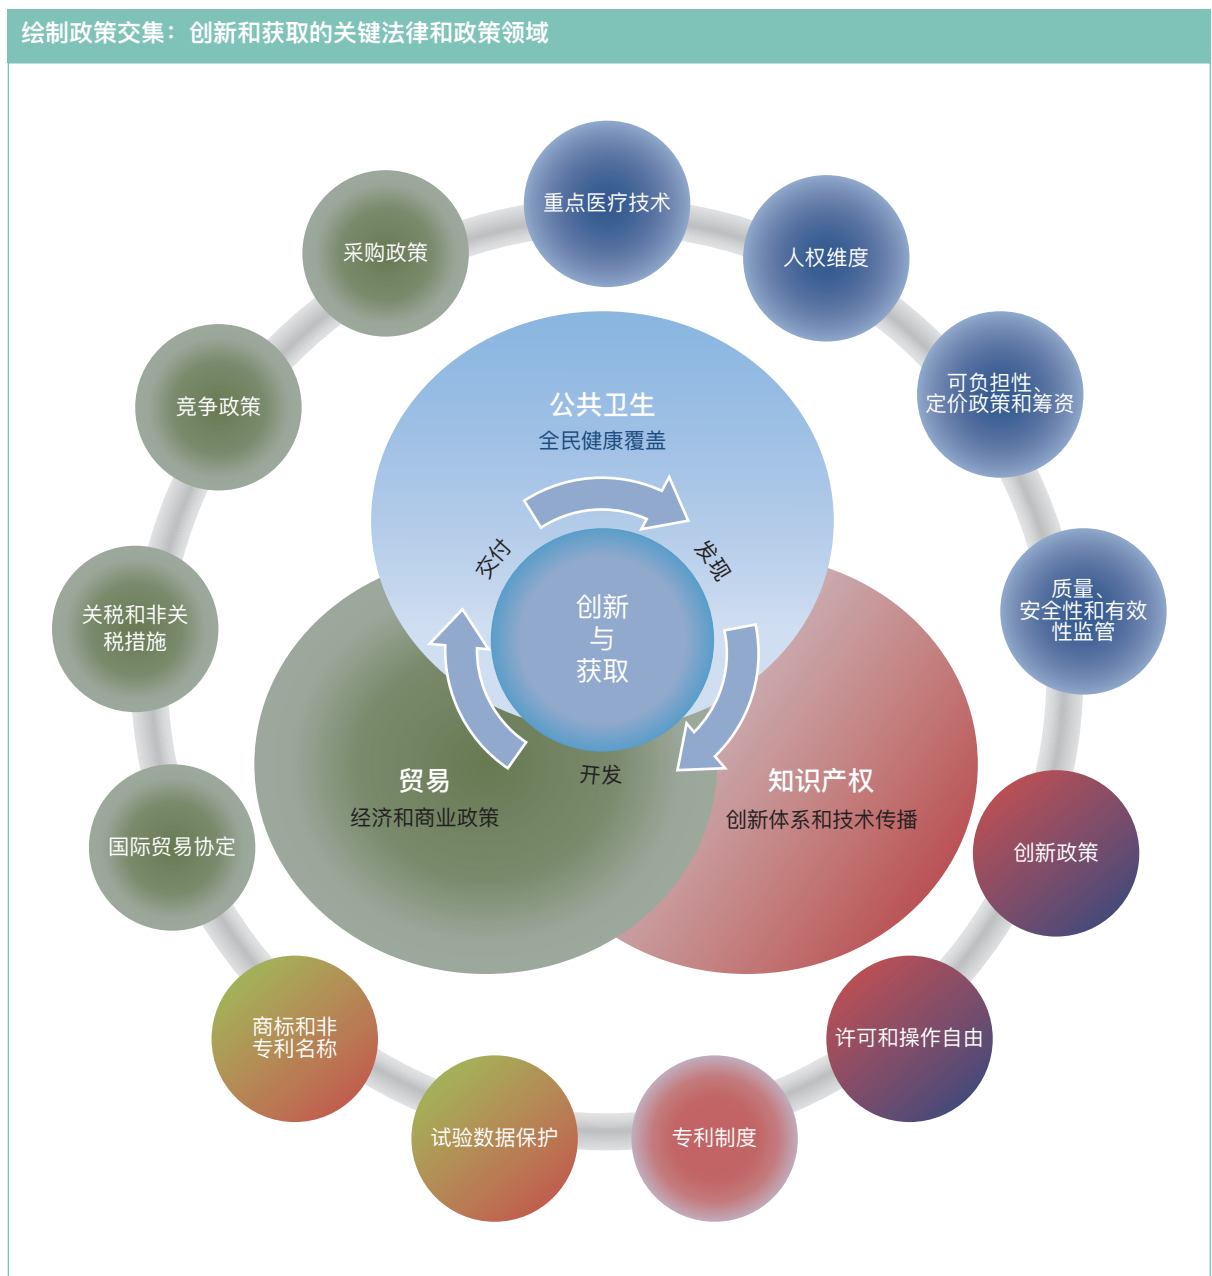 绘制政策交集：创新和获取的关键法律和政策领域
重点医疗技术
人权维度
可负担性、
定价政策和筹资
质量、
安全性和有效
性监管
创新政策
许可和操作自由
专利制度
试验数据保护
商标和非
专利名称
国际贸易协定
关税和非关
税措施
竞争政策
采购政策
公共卫生
全民健康覆盖
交付
发现
创新
与
获取
开发
贸易
经济和商业政策
知识产权
创新体系和技术传播